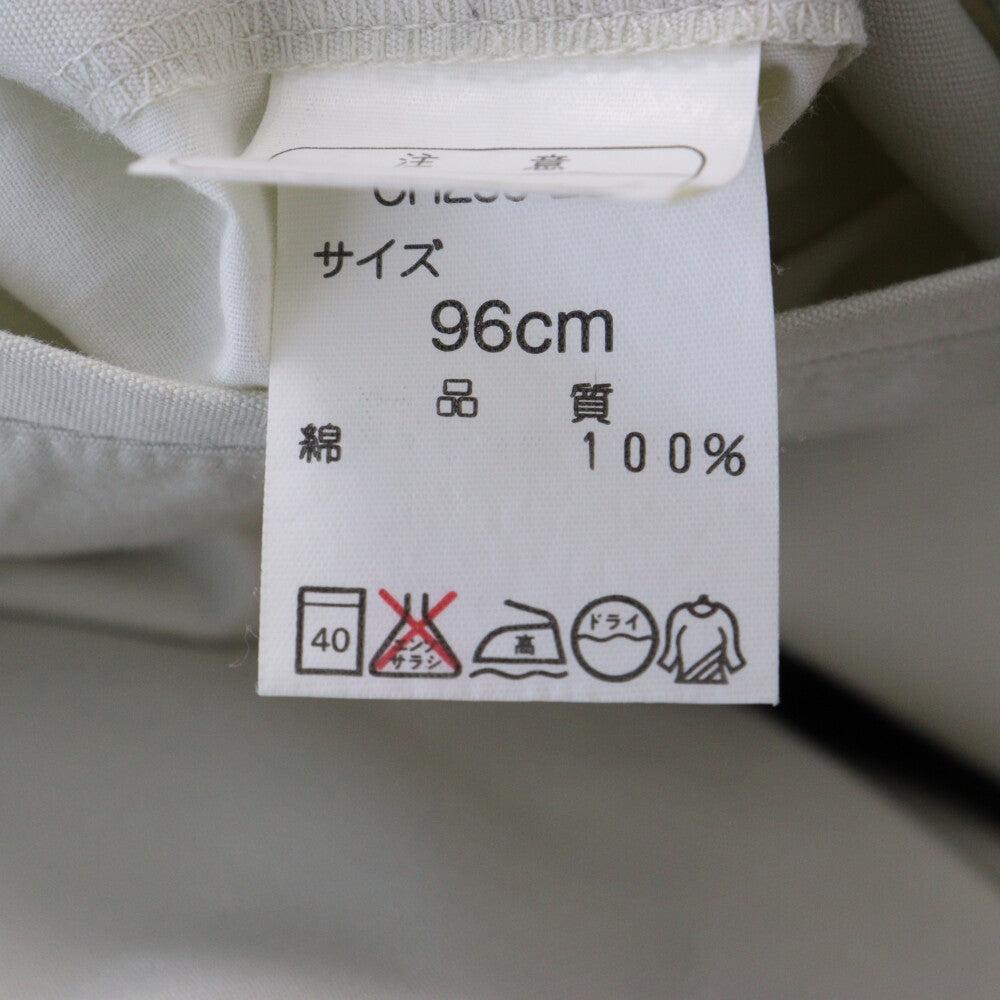 注意
サイズ
96cm
品質
綿 100%
40 エンソサラシ 高 ドライ